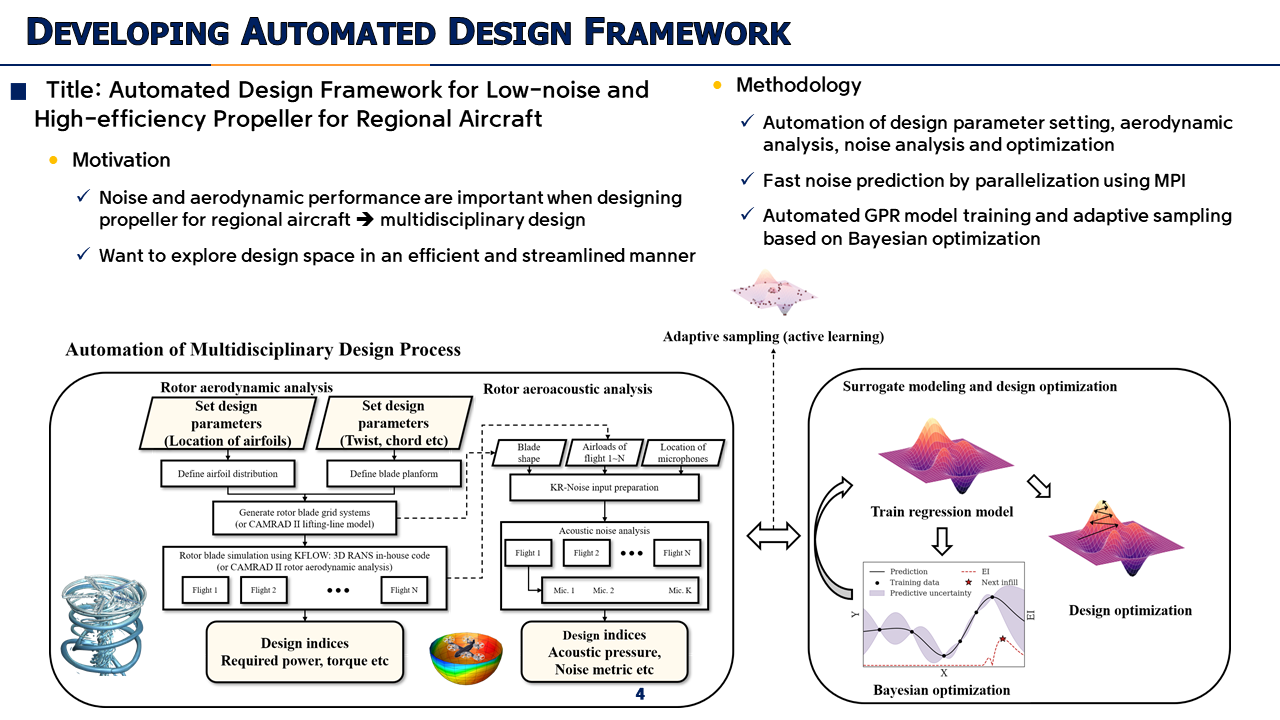 DEVELOPING AUTOMATED DESIGN FRAMEWORK
Title: Automated Design Framework for Low-noise and
High-efficiency Propeller for Regional Aircraft
Motivation
Noise and aerodynamic performance are important when designing
propeller for regional aircraft ➔ multidisciplinary design
Want to explore design space in an efficient and streamlined manner
Methodology
Automation of design parameter setting, aerodynamic
analysis, noise analysis and optimization
Fast noise prediction by parallelization using MPI
Automated GPR model training and adaptive sampling
based on Bayesian optimization
Adaptive sampling (active learning)
Automation of Multidisciplinary Design Process
Rotor aerodynamic analysis
Set design
parameters
(Location of airfoils)
Set design
parameters
(Twist, chord etc)
Define airfoil distribution
Define blade planform
Generate rotor blade grid systems
(or CAMRAD II lifting-line model)
Rotor blade simulation using KFLOW: 3D RANS in-house code
(or CAMRAD II rotor aerodynamic analysis)
Flight 1
Flight 2
●●●
Flight N
Design indices
Required power, torque etc
Rotor aeroacoustic analysis
Blade
shape
Airloads of
flight 1~N
Location of
microphones
KR-Noise input preparation
Acoustic noise analysis
Flight 1
Flight 2
●●●
Flight N
Mic. 1
Mic. 2
Mic. K
Design indices
Acoustic pressure,
Noise metric etc
Surrogate modeling and design optimization
Train regression model
Design optimization
Prediction
Training data
Predictive uncertainty
EI
Next infill
Y
EI
X
Bayesian optimization
4